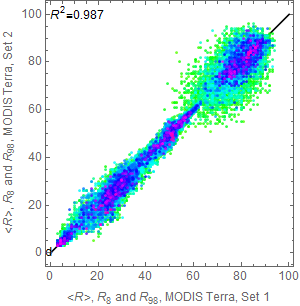 R²=0.987
100
80
60
40
20
0
<R>, R₈ and R₉₈, MODIS Terra, Set 2
0 20 40 60 80 100
<R>, R₈ and R₉₈, MODIS Terra, Set 1